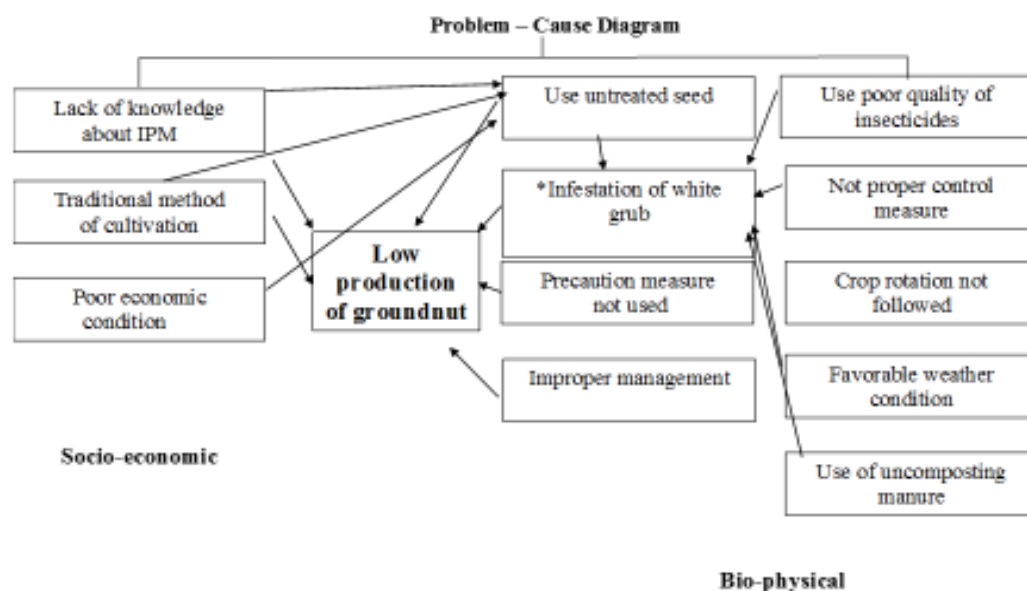 Problem – Cause Diagram
Lack of knowledge
about IPM
Use untreated seed
Use poor quality of
insecticides
Traditional method
of cultivation
*Infestation of white
grub
Not proper control
measure
Low
production
of groundnut
Poor economic
condition
Precaution measure
not used
Crop rotation not
followed
Improper management
Favorable weather
condition
Socio-economic
Use of uncomposting
manure
Bio-physical